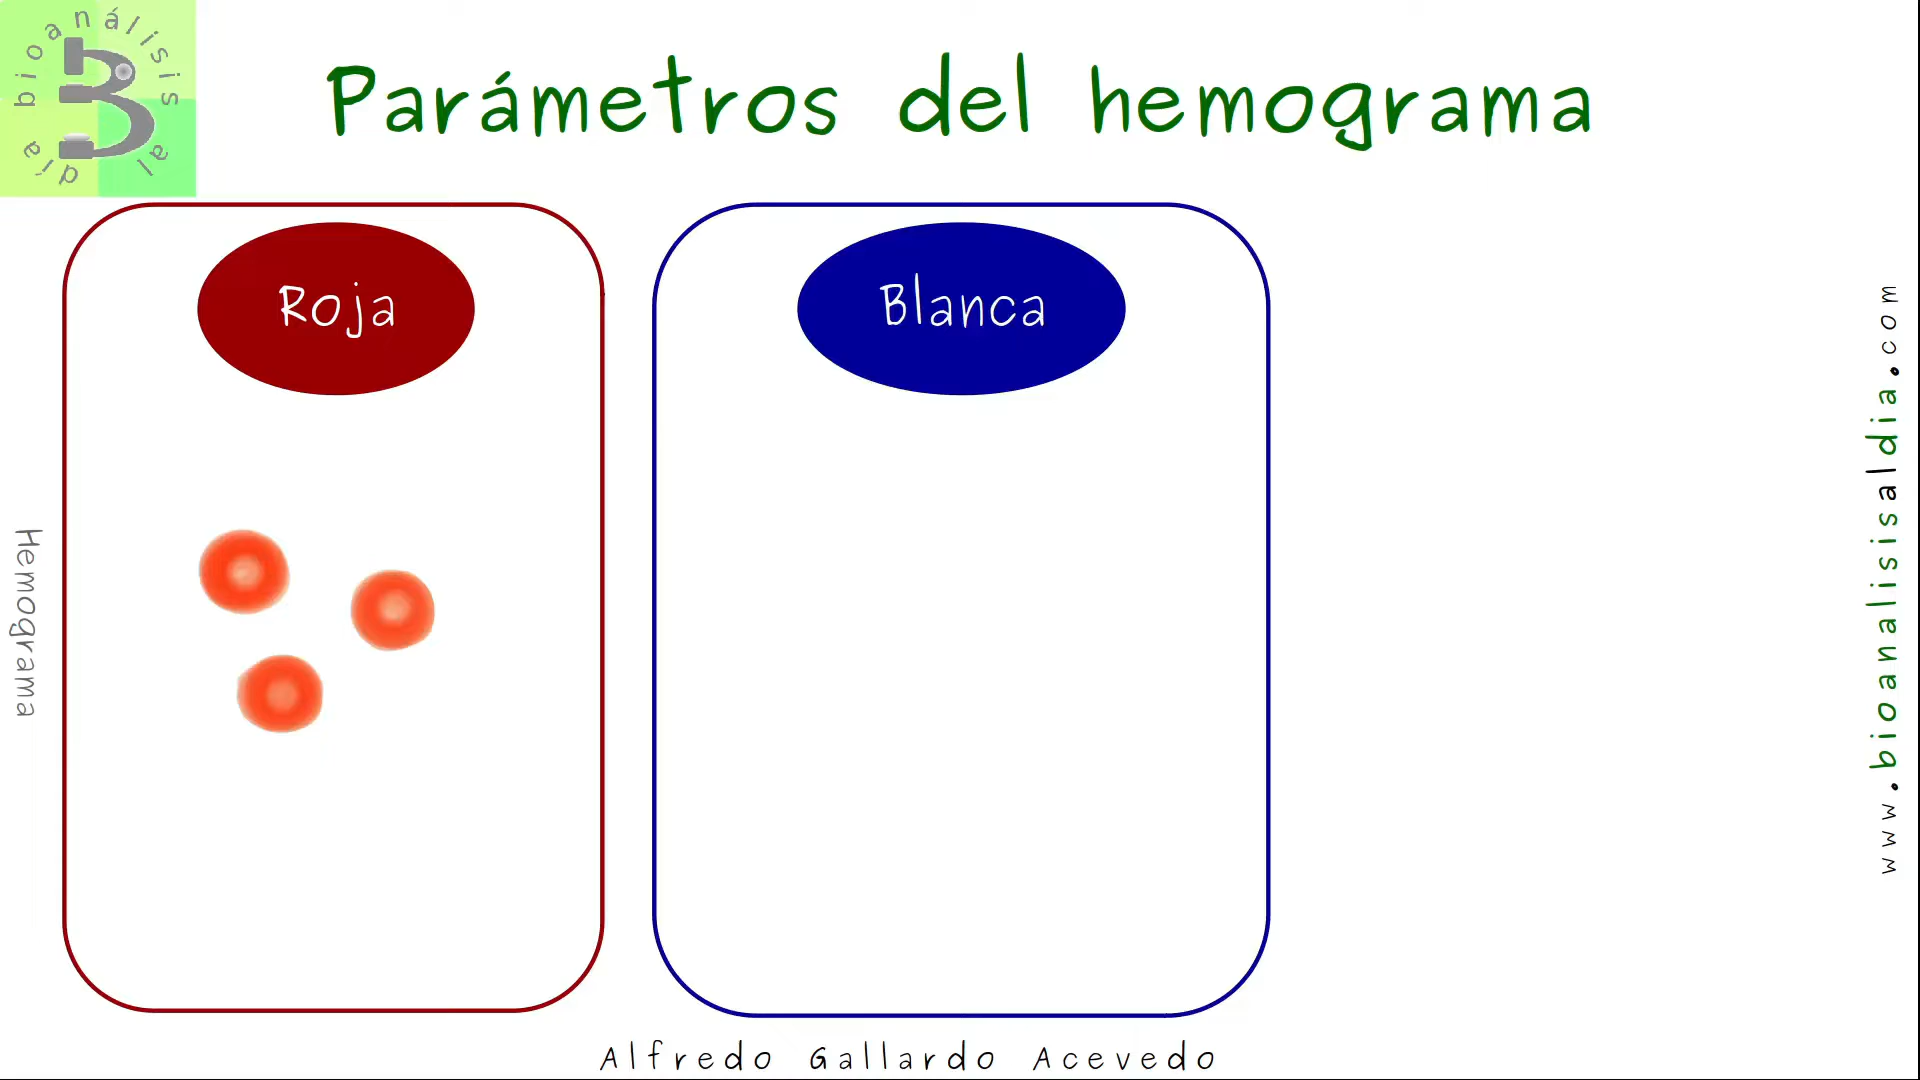 bioanálisis al día
Parámetros del hemograma
Roja
Blanca
Hemograma
www.bioanalisisaldia.com
Alfredo Gallardo Acevedo